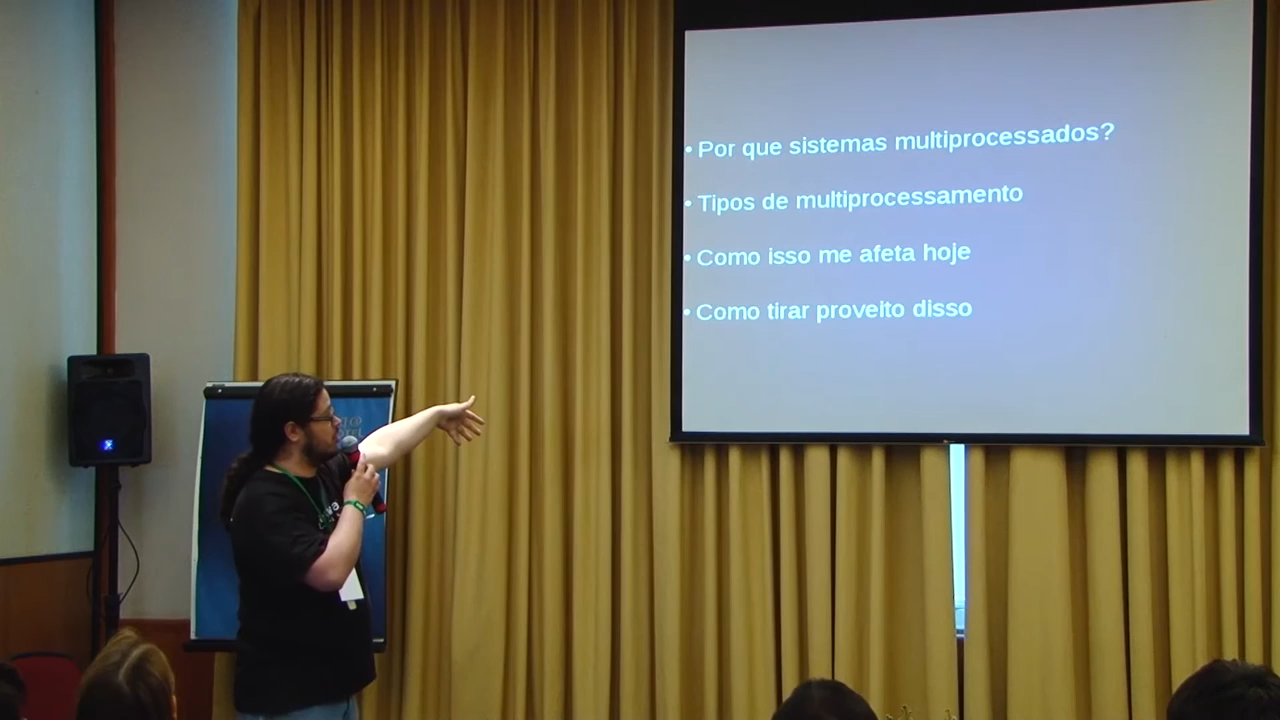 • Por que sistemas multiprocessados?
• Tipos de multiprocessamento
• Como isso me afeta hoje
• Como tirar proveito disso